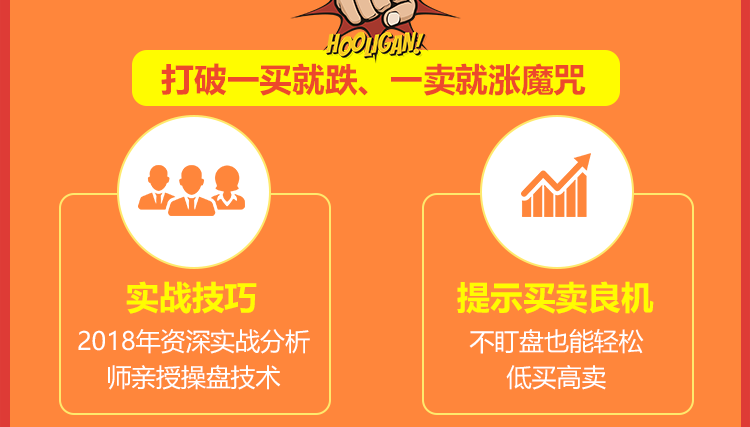 HOOLIGAN!
打破一买就跌、一卖就涨魔咒
实战技巧
2018年资深实战分析
师亲授操盘技术
提示买卖良机
不盯盘也能轻松
低买高卖